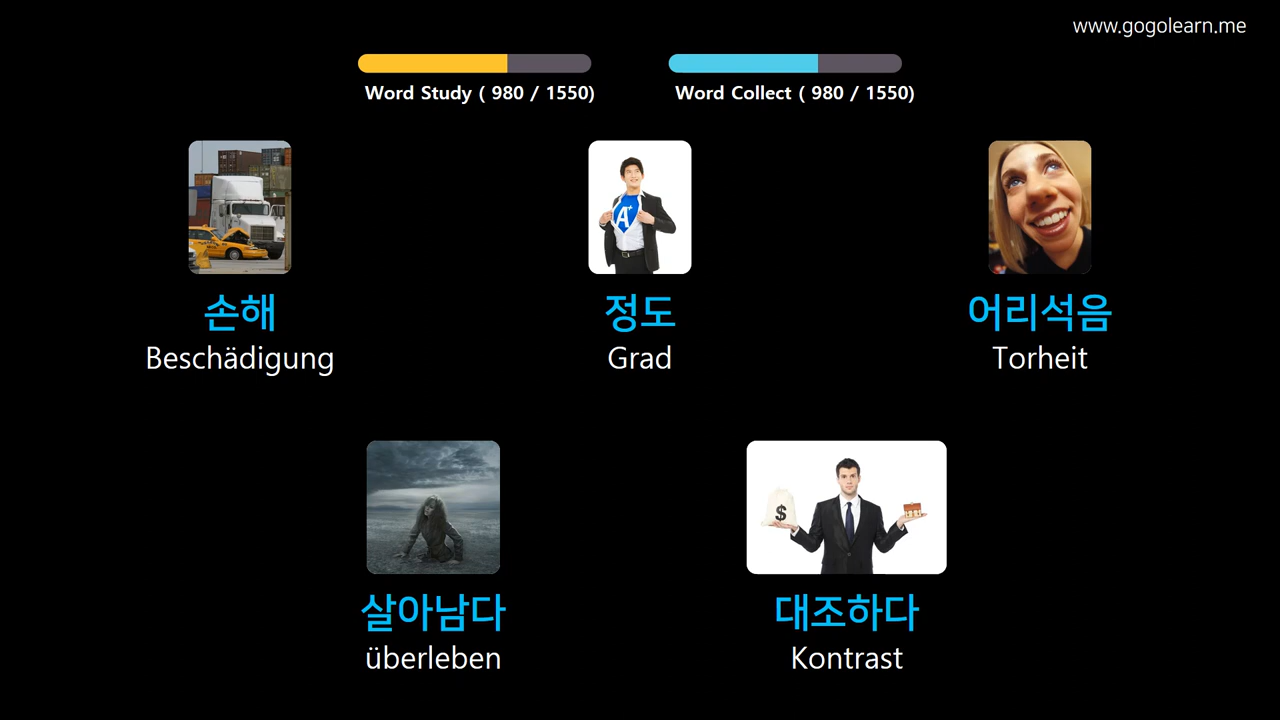 www.gogolearn.me
Word Study ( 980 / 1550)
Word Collect ( 980 / 1550)
A+
손해
Beschädigung
정도
Grad
어리석음
Torheit
$
살아남다
überleben
대조하다
Kontrast